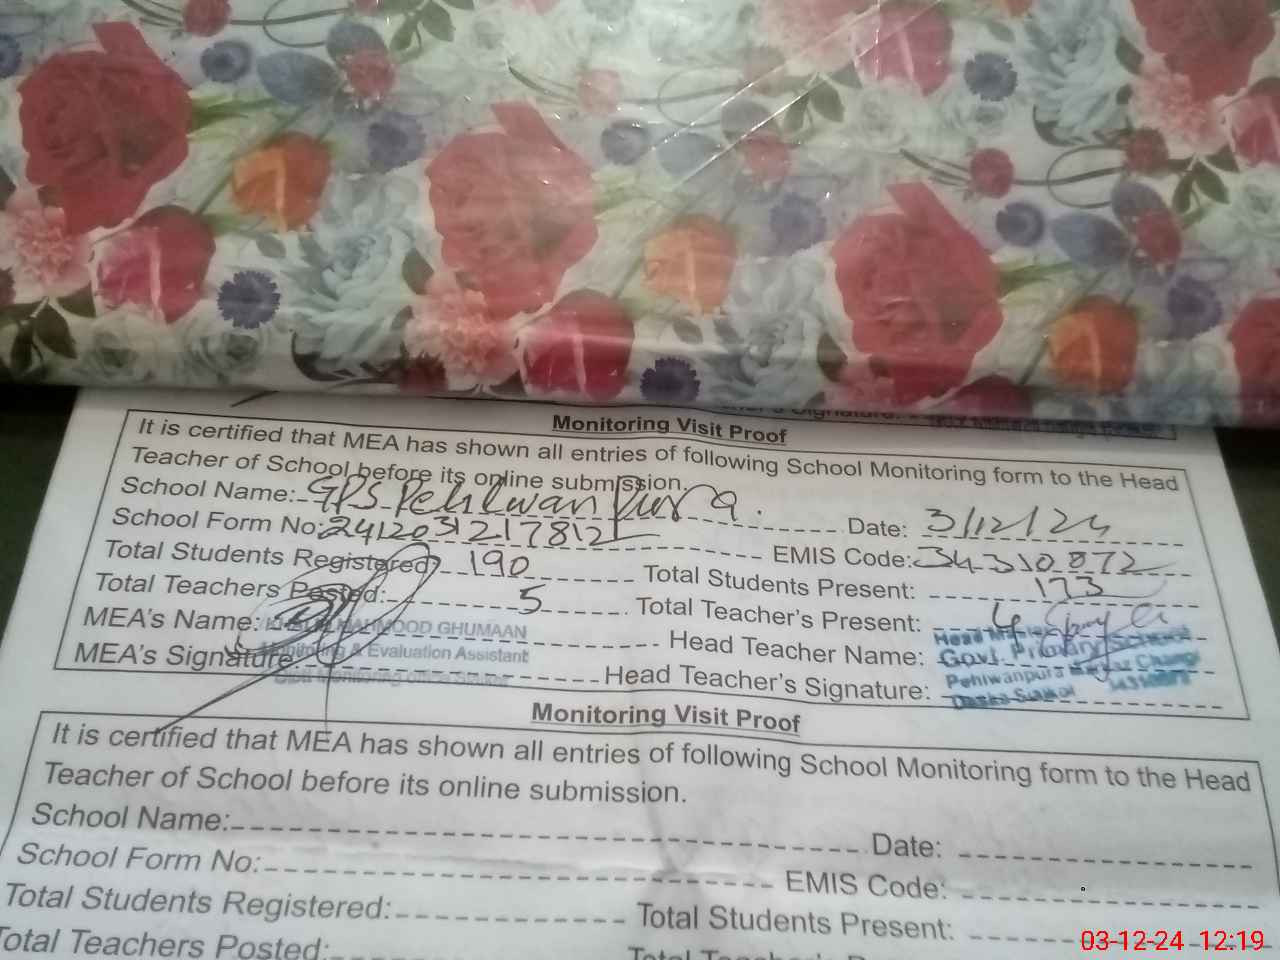 Monitoring Visit Proof
It is certified that MEA has shown all entries of following School Monitoring form to the Head
Teacher of School before its online submission.
School Name: GPS Pehlwan Pura. Date: 3/12/24
School Form No: 2412031217812 EMIS Code: 34310872
Total Students Registered: 190 Total Students Present: 173
Total Teachers Posted: 5 Total Teacher's Present: 4
MEA's Name: MAHMOOD GHUMAAN Head Teacher Name: Govt. Primary School
MEA's Signature Monitoring & Evaluation Assistant Head Teacher's Signature: Pehlwanpura
Monitoring Visit Proof
It is certified that MEA has shown all entries of following School Monitoring form to the Head
Teacher of School before its online submission.
School Name: Date:
School Form No: EMIS Code:
Total Students Registered: Total Students Present:
Total Teachers Posted:
03-12-24 12:19